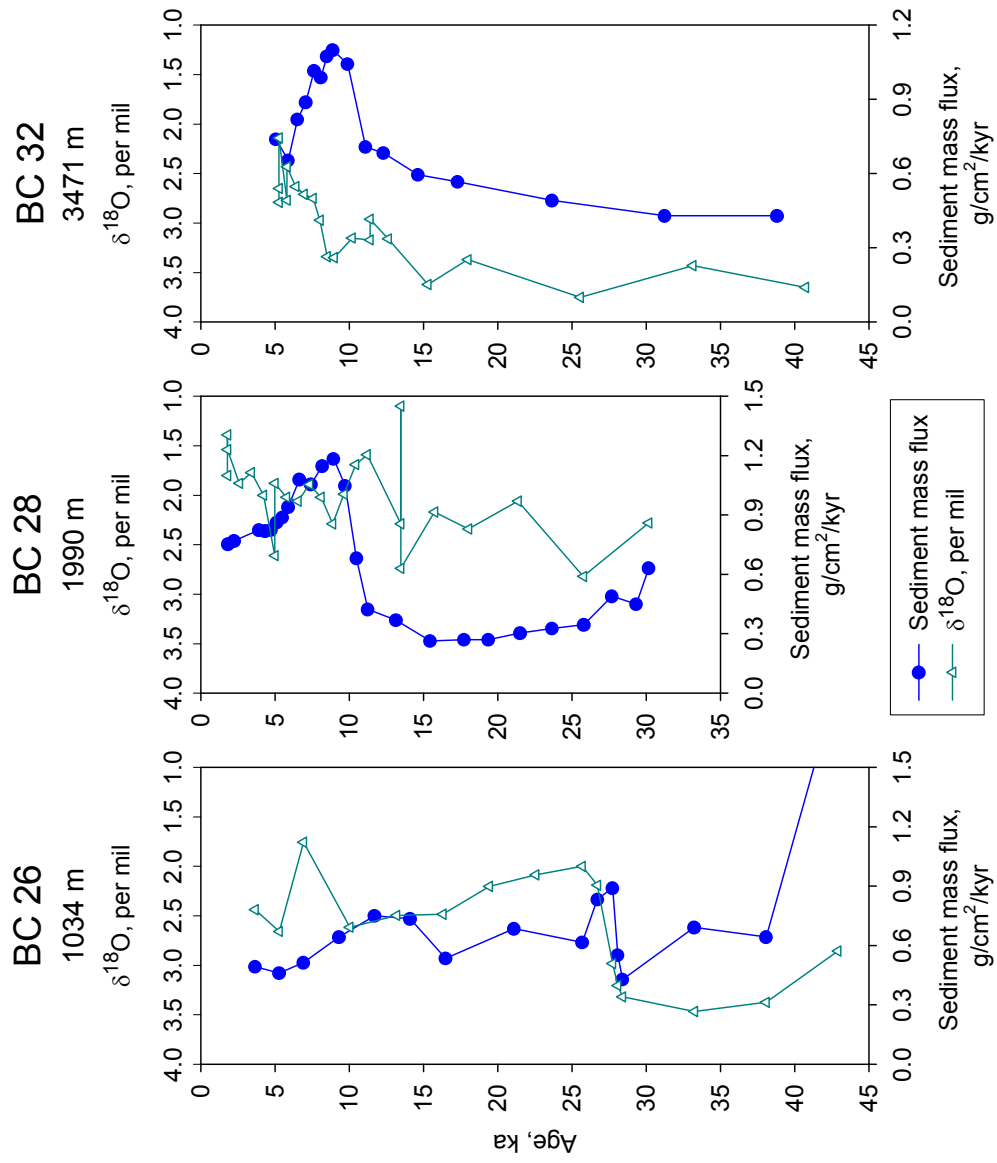 BC 26
1034 m
δ¹⁸O, per mil
4.0 3.5 3.0 2.5 2.0 1.5 1.0
Age, ka
0
5
10
15
20
25
30
35
40
45
0.0 0.3 0.6 0.9 1.2 1.5
Sediment mass flux,
g/cm²/kyr
BC 28
1990 m
δ¹⁸O, per mil
4.0 3.5 3.0 2.5 2.0 1.5 1.0
0
5
10
15
20
25
30
35
0.0 0.3 0.6 0.9 1.2 1.5
Sediment mass flux,
g/cm²/kyr
Sediment mass flux
δ¹⁸O, per mil
BC 32
3471 m
δ¹⁸O, per mil
4.0 3.5 3.0 2.5 2.0 1.5 1.0
0
5
10
15
20
25
30
35
40
45
0.0 0.3 0.6 0.9 1.2
Sediment mass flux,
g/cm²/kyr